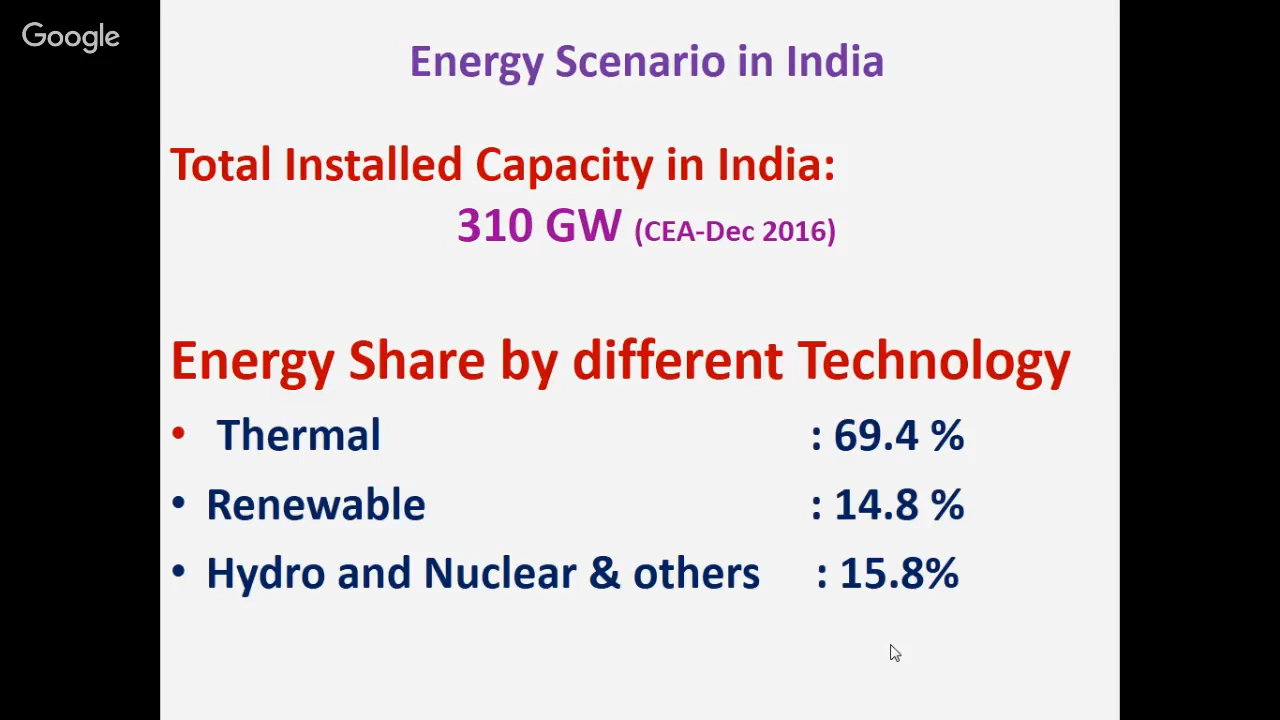 Google
Energy Scenario in India
Total Installed Capacity in India:
310 GW (CEA-Dec 2016)
Energy Share by different Technology
• Thermal : 69.4 %
• Renewable : 14.8 %
• Hydro and Nuclear & others : 15.8%